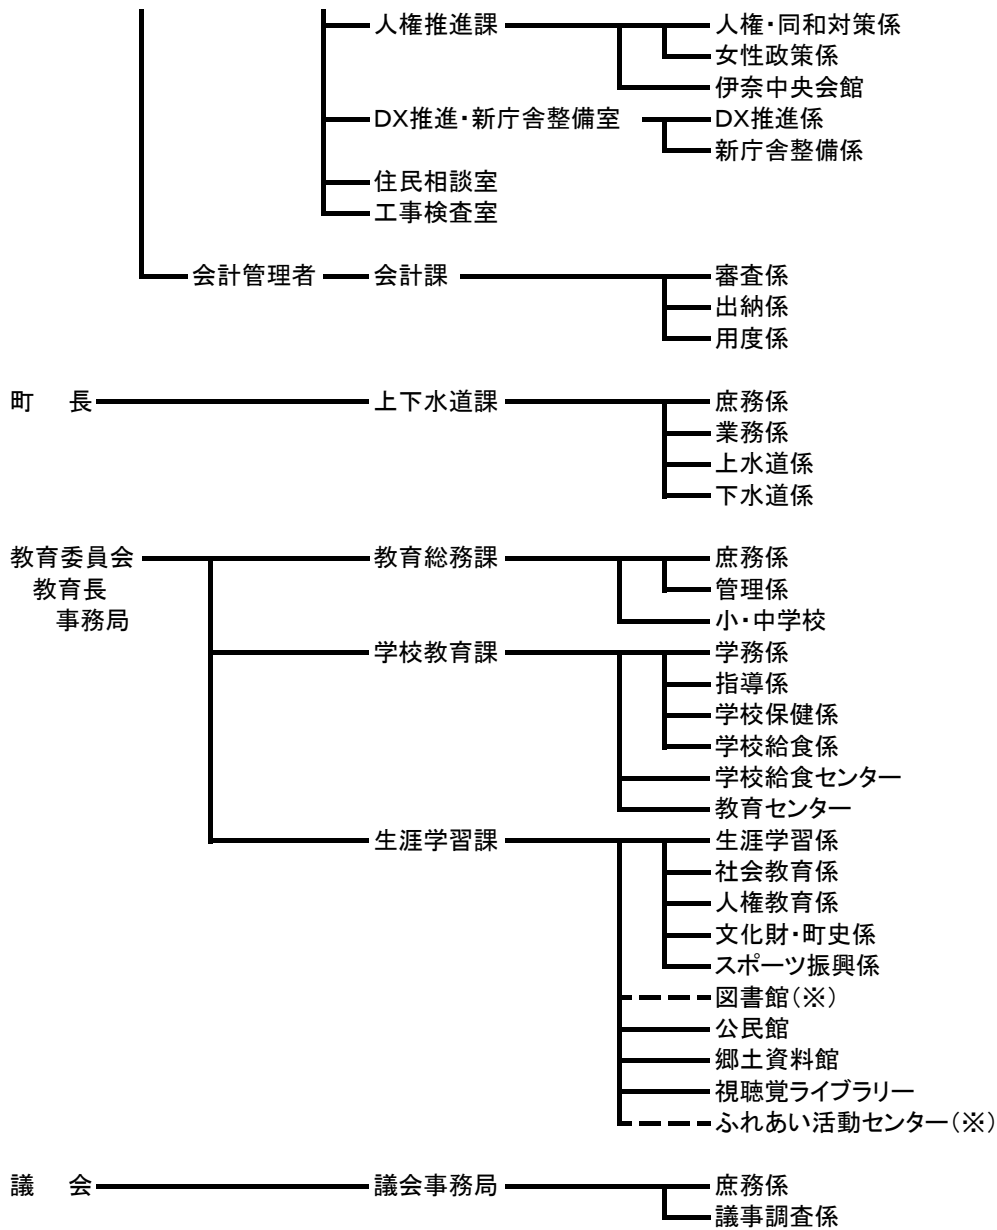 人権推進課 人権・同和対策係
女性政策係
伊奈中央会館
DX推進・新庁舎整備室 DX推進係
新庁舎整備係
住民相談室
工事検査室
会計管理者 会計課 審査係
出納係
用度係
町 長 上下水道課 庶務係
業務係
上水道係
下水道係
教育委員会 教育総務課 庶務係
教育長 管理係
事務局 小・中学校
学校教育課 学務係
指導係
学校保健係
学校給食係
学校給食センター
教育センター
生涯学習課 生涯学習係
社会教育係
人権教育係
文化財・町史係
スポーツ振興係
図書館(※)
公民館
郷土資料館
視聴覚ライブラリー
ふれあい活動センター(※)
議 会 議会事務局 庶務係
議事調査係